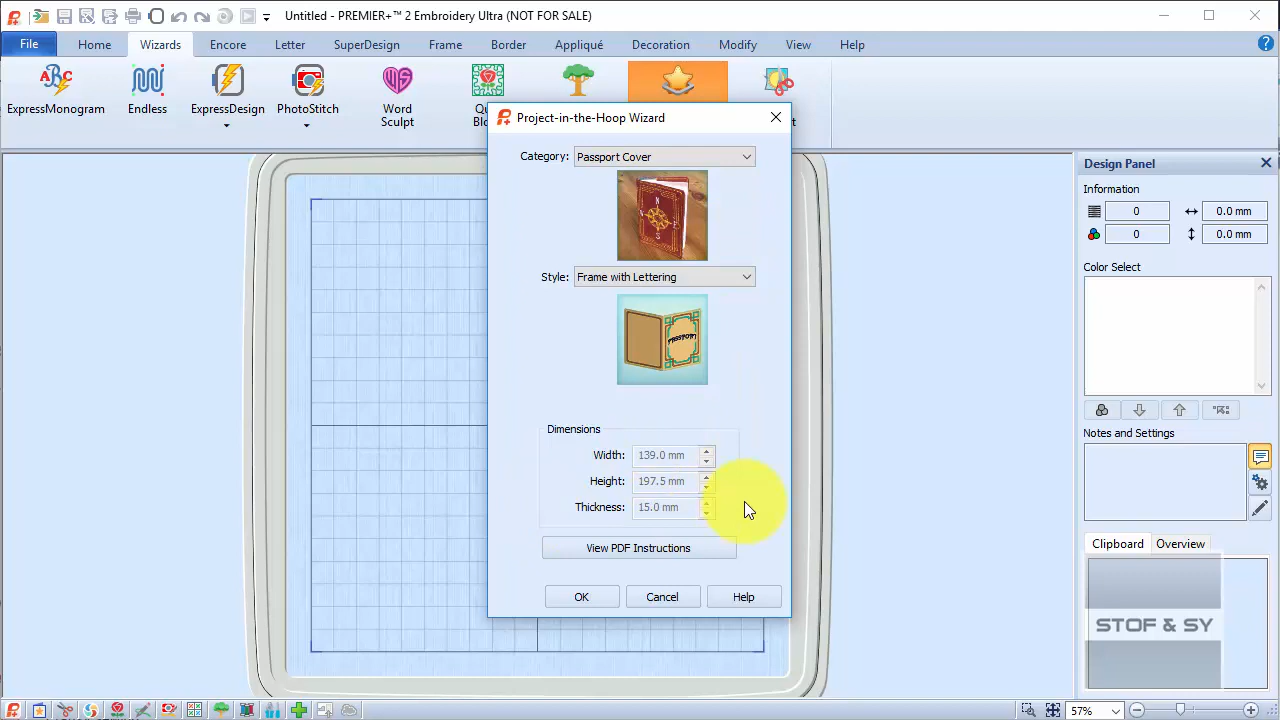 Untitled - PREMIER+™ 2 Embroidery Ultra (NOT FOR SALE)
File Home Wizards Encore Letter SuperDesign Frame Border Appliqué Decoration Modify View Help
ExpressMonogram Endless ExpressDesign PhotoStitch Word Sculpt
Project-in-the-Hoop Wizard
Category: Passport Cover
N
S
Style: Frame with Lettering
PASSPORT
Dimensions
Width: 139.0 mm
Height: 197.5 mm
Thickness: 15.0 mm
View PDF Instructions
OK Cancel Help
Design Panel
Information
0 0.0 mm
0 0.0 mm
Color Select
Notes and Settings
Clipboard Overview
STOF & SY
57%